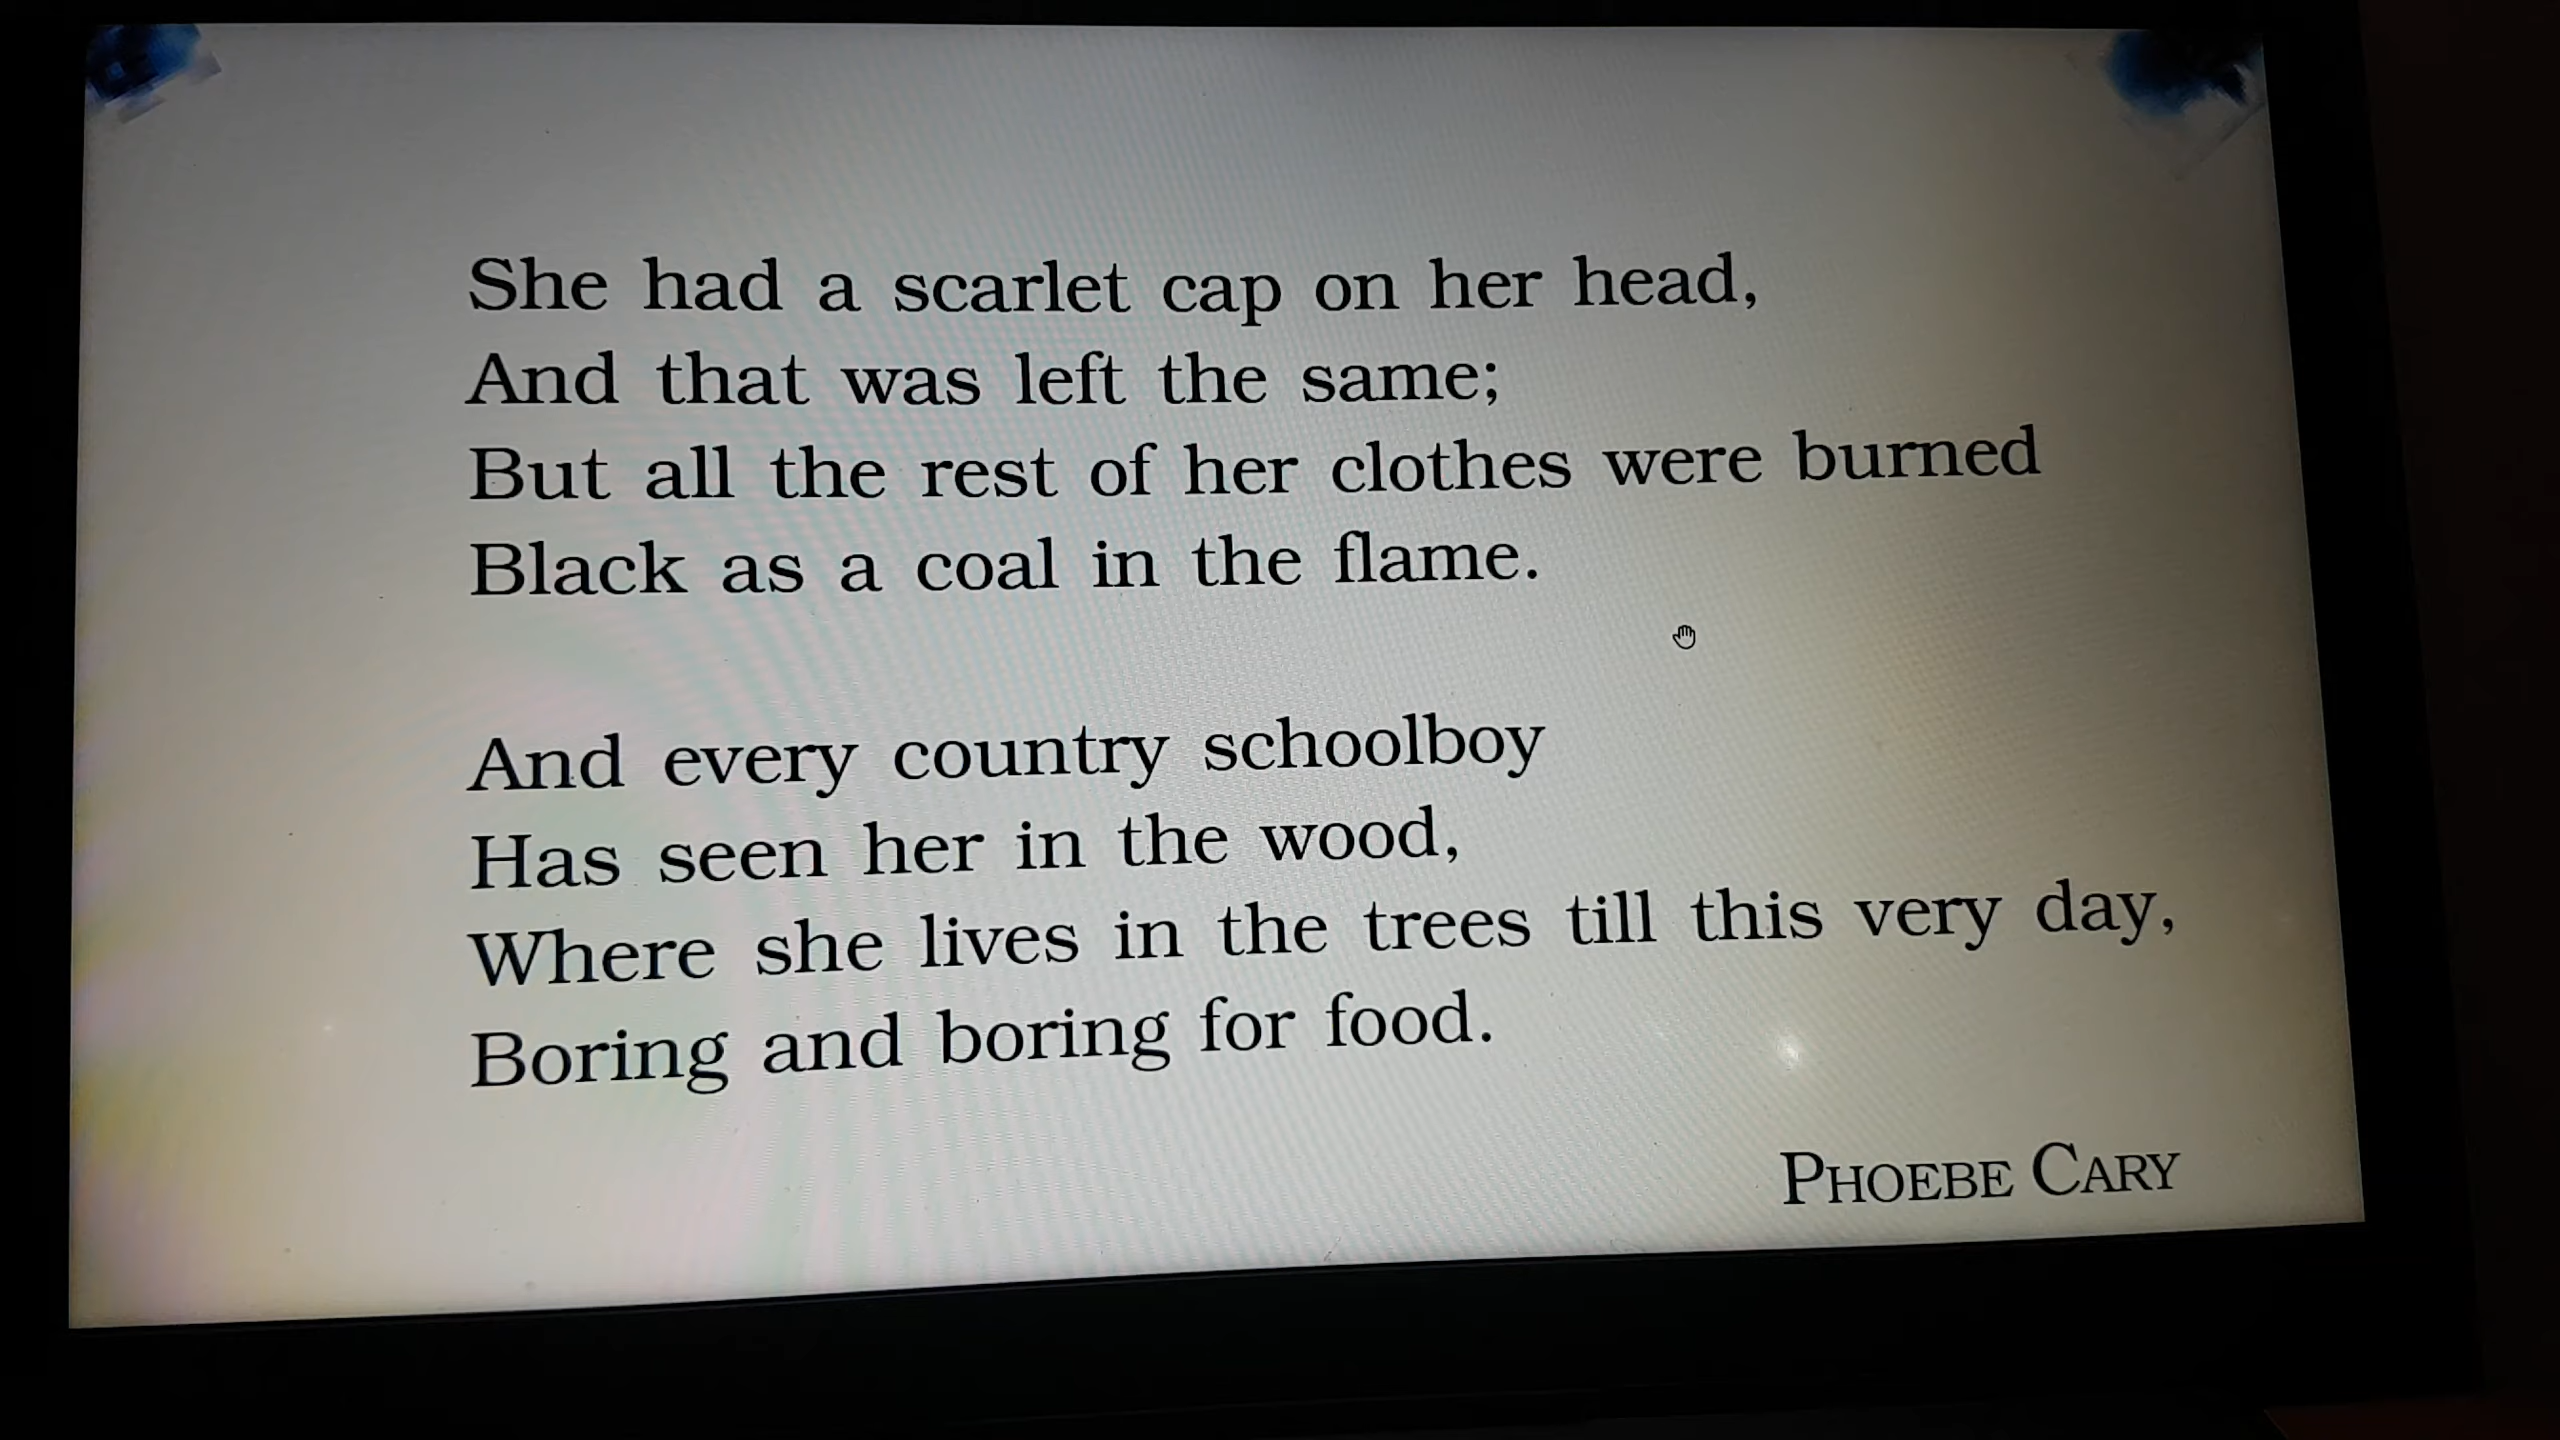 She had a scarlet cap on her head,
And that was left the same;
But all the rest of her clothes were burned
Black as a coal in the flame.
And every country schoolboy
Has seen her in the wood,
Where she lives in the trees till this very day,
Boring and boring for food.
PHOEBE CARY